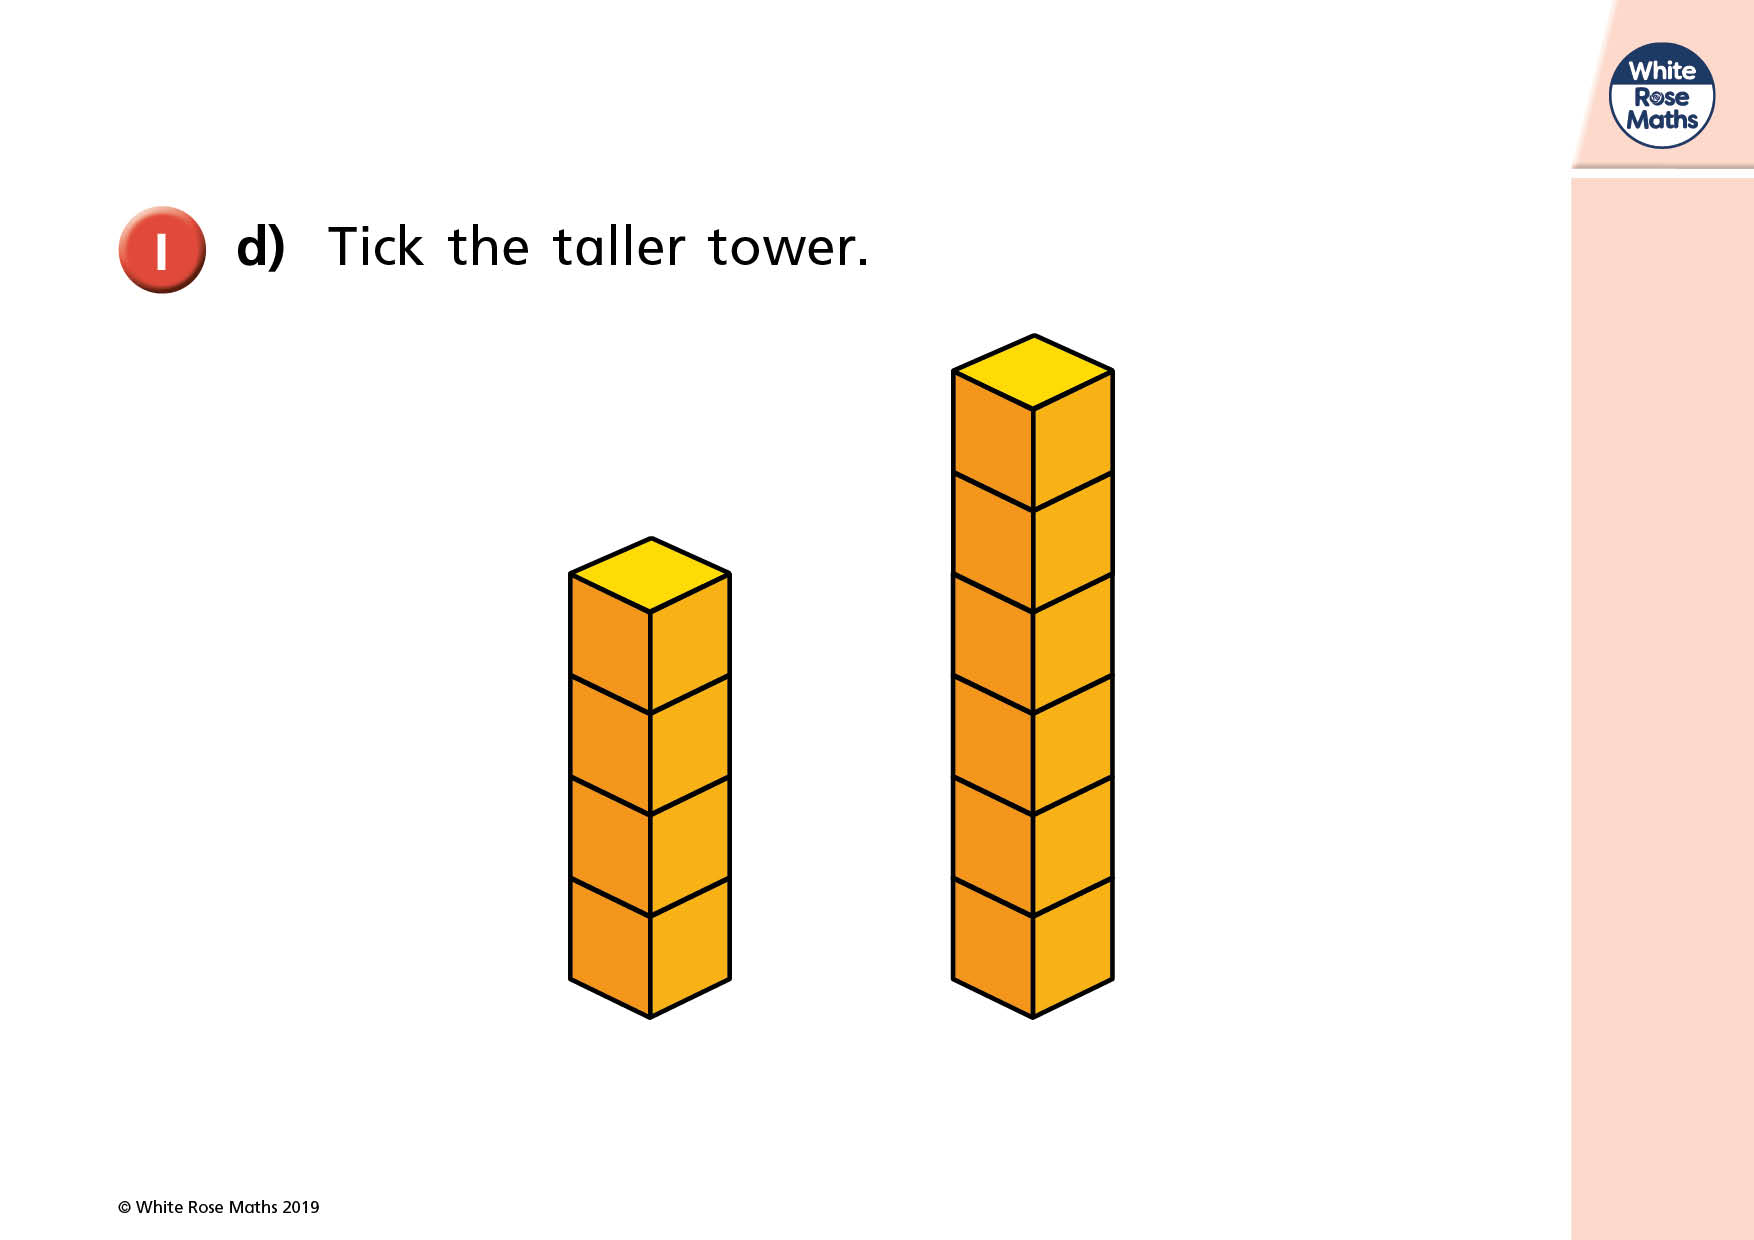 White
Rose
Maths
1 d) Tick the taller tower.
© White Rose Maths 2019